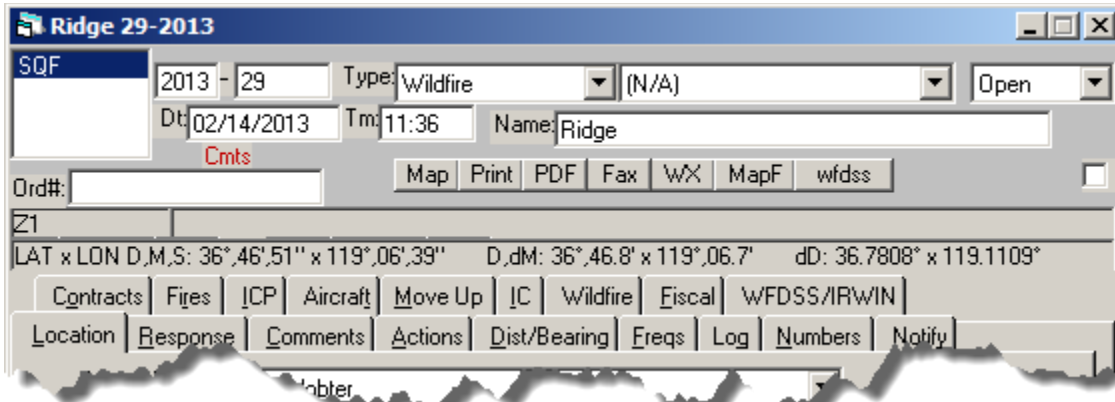 Ridge 29-2013
SQF
2013 - 29 Type: Wildfire (N/A) Open
Dt: 02/14/2013 Tm: 11:36 Name: Ridge
Cmts
Map Print PDF Fax WX MapF wfdss
Ord#:
Z1
LAT x LON D,M,S: 36°,46',51'' x 119°,06',39'' D,dM: 36°,46.8' x 119°,06.7' dD: 36.7808° x 119.1109°
Contracts Fires ICP Aircraft Move Up IC Wildfire Fiscal WFDSS/IRWIN
Location Response Comments Actions Dist/Bearing Freqs Log Numbers Notify